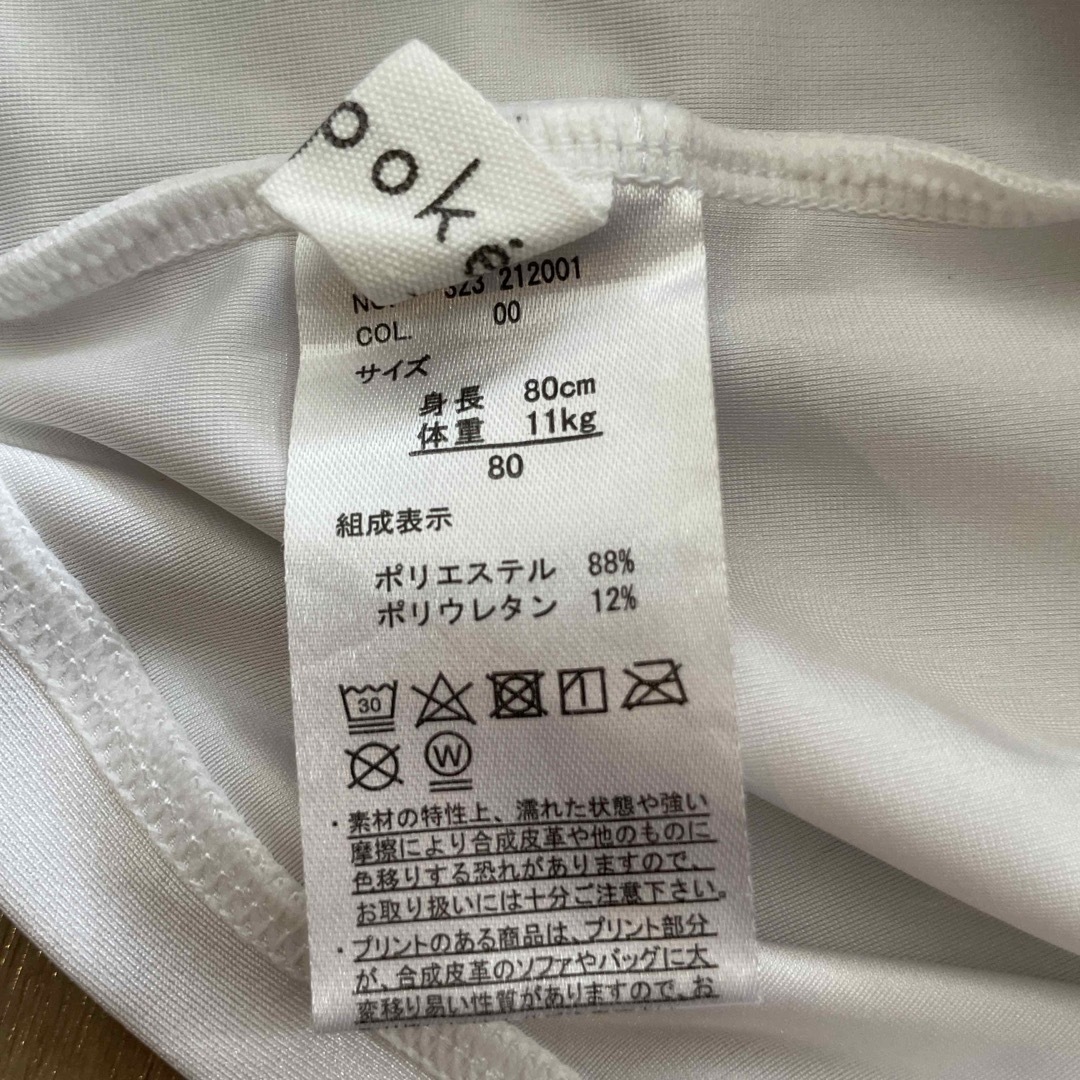 poke
323 212001
COL. 00
サイズ
身長 80cm
体重 11kg
80
組成表示
ポリエステル 88%
ポリウレタン 12%
30
W
・素材の特性上、濡れた状態や強い
摩擦により合成皮革や他のものに
色移りする恐れがありますので、
お取り扱いには十分ご注意下さい。
・プリントのある商品は、プリント部分
が、合成皮革のソファやバッグに大
変移り易い性質がありますので、お